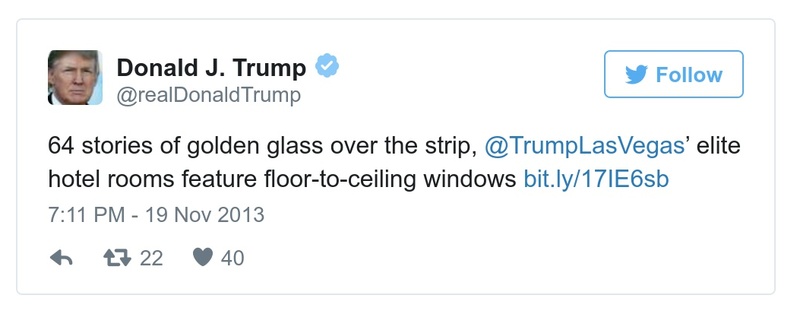 Donald J. Trump
@realDonaldTrump
Follow
64 stories of golden glass over the strip, @TrumpLasVegas’ elite
hotel rooms feature floor-to-ceiling windows bit.ly/17IE6sb
7:11 PM - 19 Nov 2013
22 40